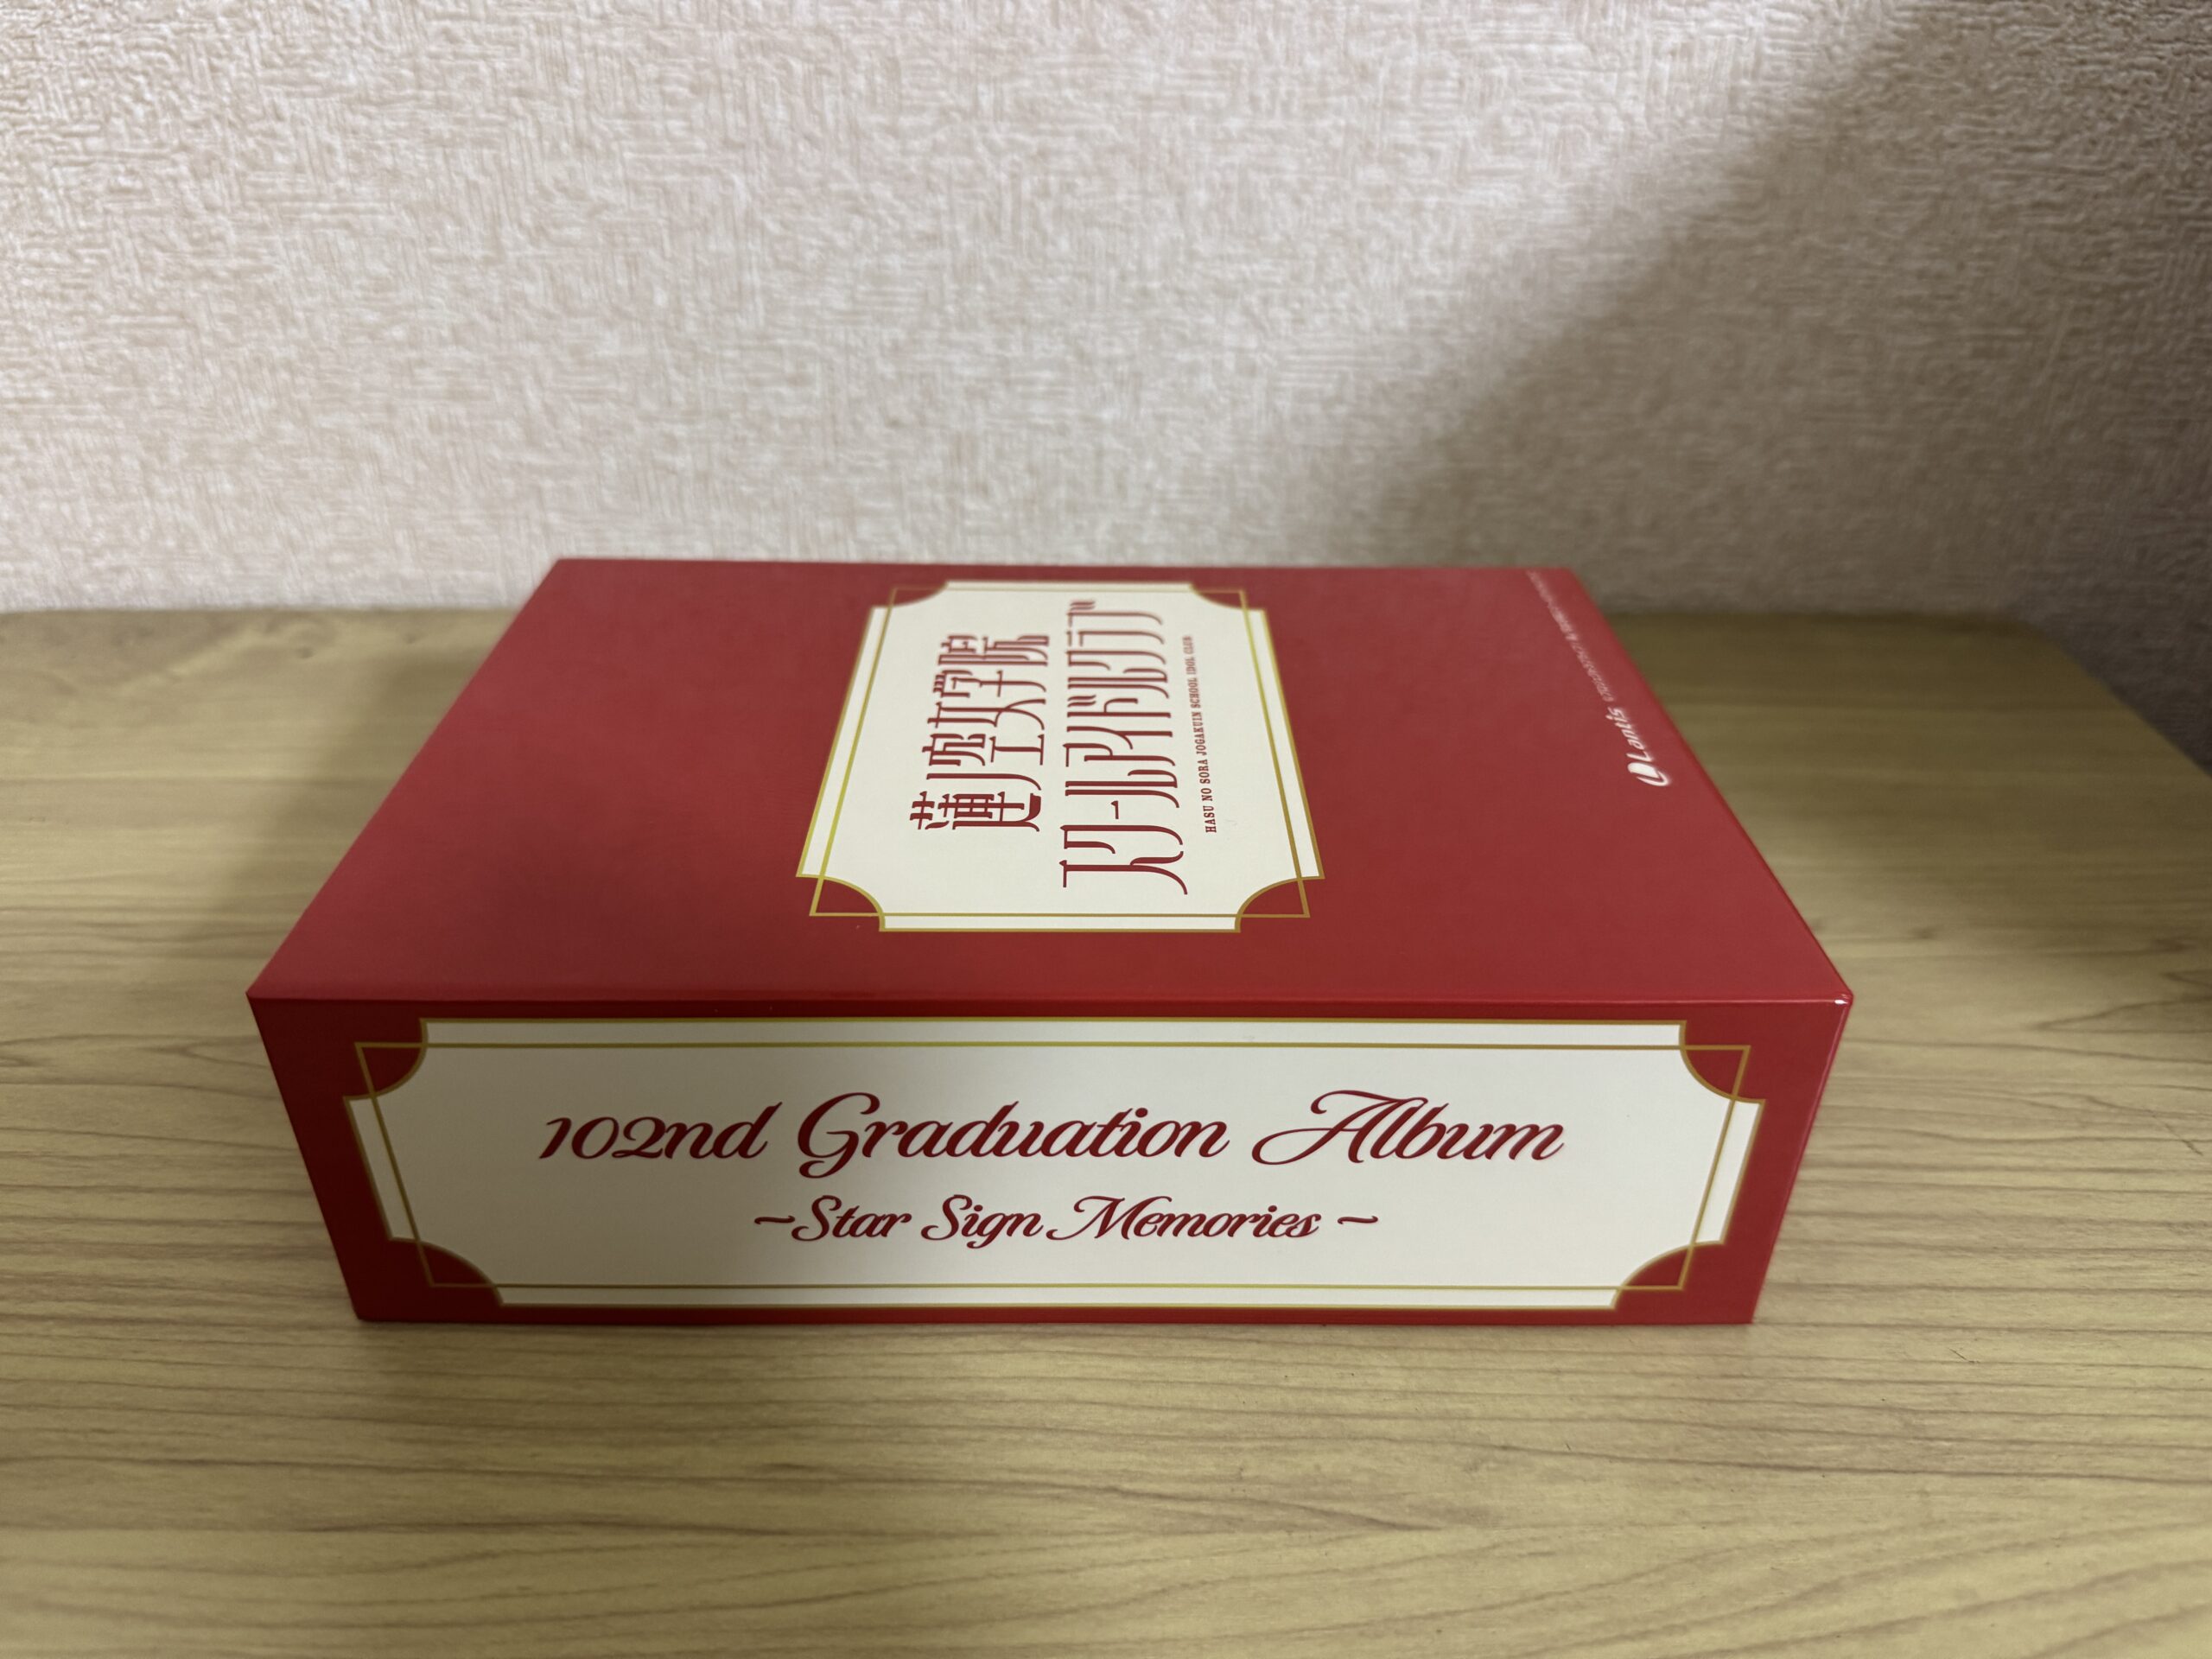 蓮ノ空女学院
スクールアイドルクラブ
HASU NO SORA JOGAKUIN SCHOOL IDOL CLUB
Lantis
102nd Graduation Album
~Star Sign Memories ~